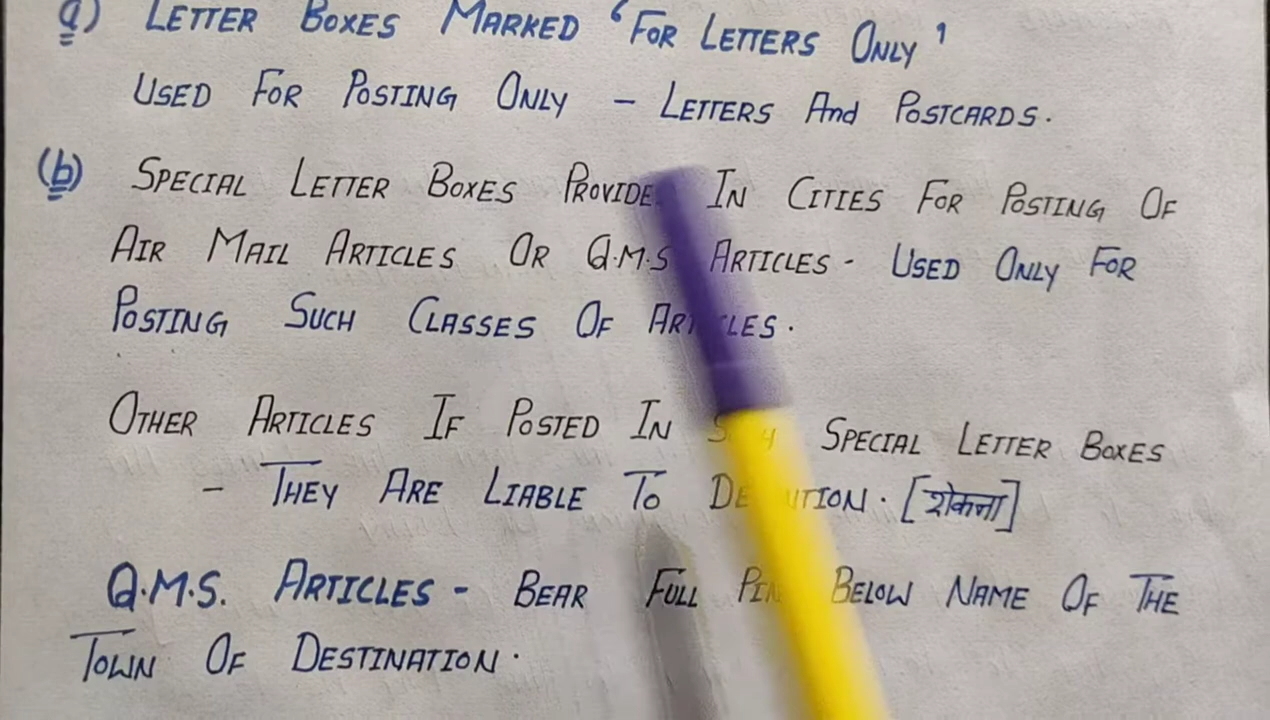 a) LETTER BOXES MARKED 'FOR LETTERS ONLY'
USED FOR POSTING ONLY - LETTERS And POSTCARDS.
(b) SPECIAL LETTER BOXES IN CITIES FOR POSTING OF
AIR MAIL ARTICLES OR Q.M.S ARTICLES - USED ONLY FOR
POSTING SUCH CLASSES OF ARTICLES.
OTHER ARTICLES IF POSTED IN SPECIAL LETTER BOXES
- THEY ARE LIABLE TO [रोकना]
Q.M.S. ARTICLES - BEAR FULL PIN BELOW NAME OF THE
TOWN OF DESTINATION.